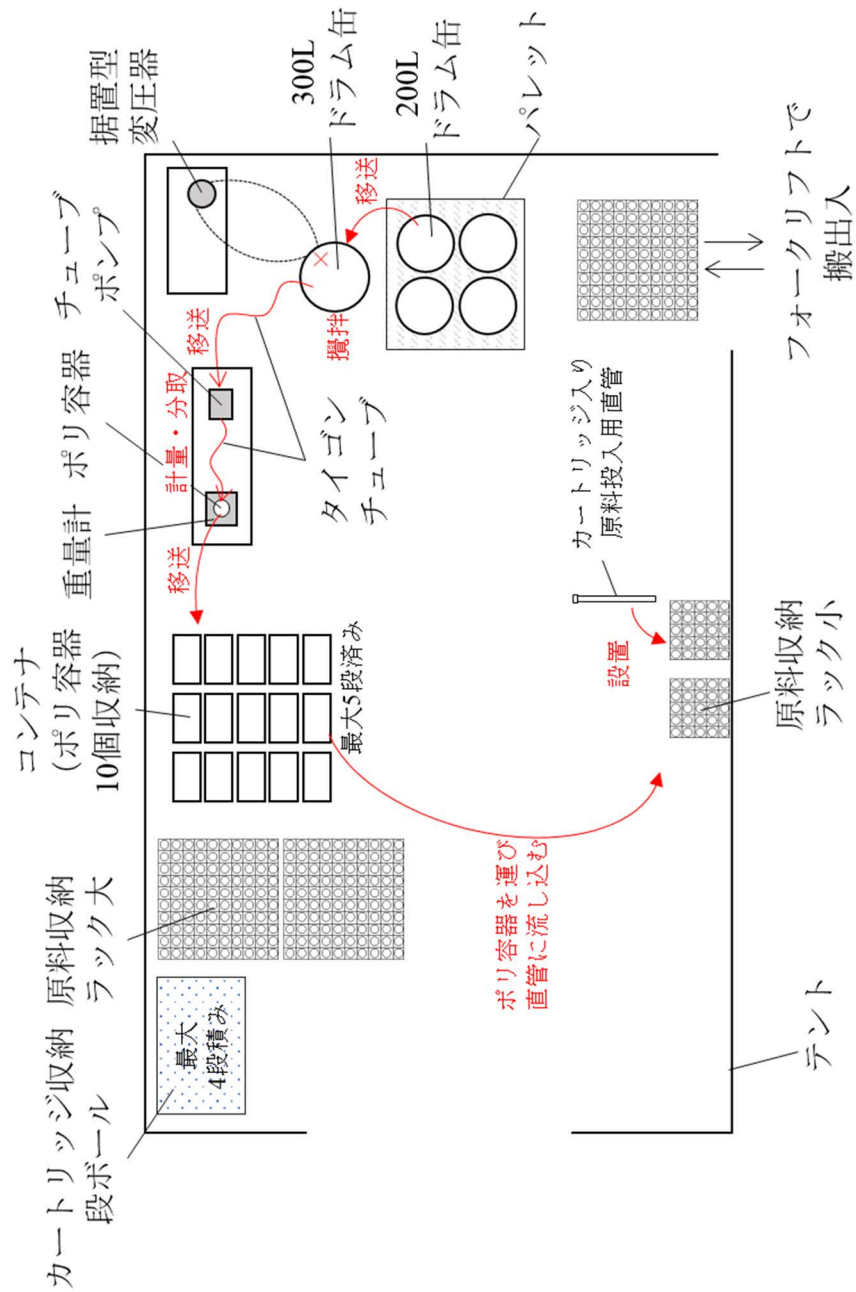 カートリッジ収納
段ボール
原料収納
ラック大
コンテナ
(ポリ容器
10個収納)
重量計
ポリ容器
チューブ
ポンプ
据置型
変圧器
300L
ドラム缶
200L
ドラム缶
パレット
最大
4段積み
最大5段済み
移送
計量・分取
移送
攪拌
移送
タイゴン
チューブ
カートリッジ入り
原料投入用直管
設置
ポリ容器を運び
直管に流し込む
テント
原料収納
ラック小
フォークリフトで
搬出入